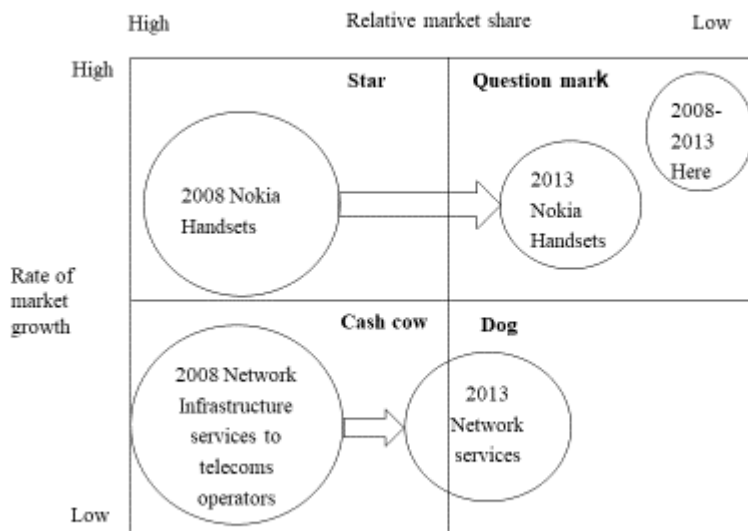 High Relative market share Low
High
Star
Question mark
2008-
2013
Here
2008 Nokia
Handsets
2013
Nokia
Handsets
Rate of
market
growth
Cash cow
Dog
2008 Network
Infrastructure
services to
telecoms
operators
2013
Network
services
Low